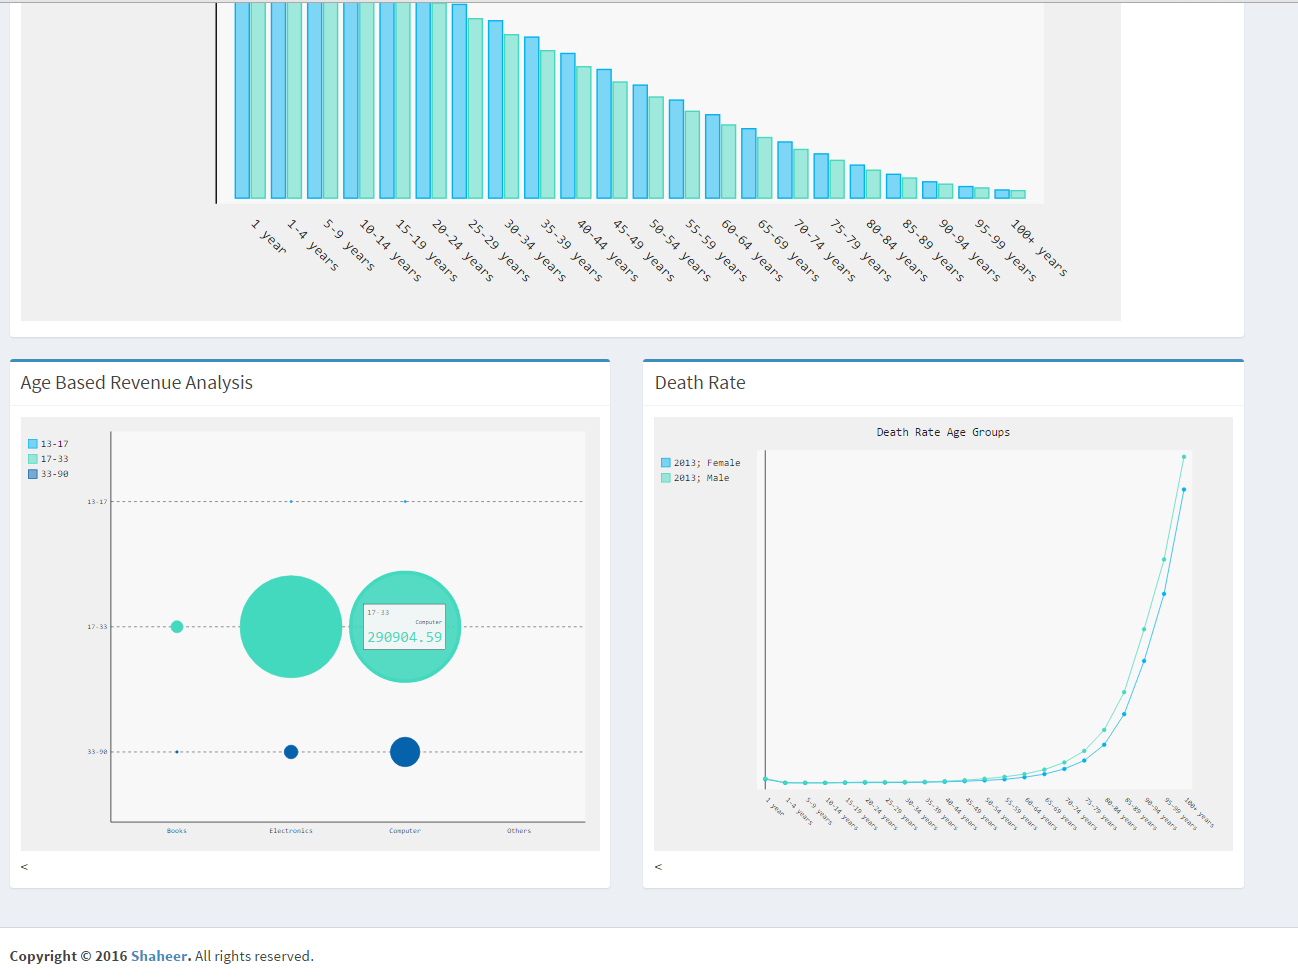 1 year
1-4 years
5-9 years
10-14 years
15-19 years
20-24 years
25-29 years
30-34 years
35-39 years
40-44 years
45-49 years
50-54 years
55-59 years
60-64 years
65-69 years
70-74 years
75-79 years
80-84 years
85-89 years
90-94 years
95-99 years
100+ years
Age Based Revenue Analysis
13-17
17-33
33-90
13-17
17-33
33-90
17-33
Computer
290904.59
Books
Electronics
Computer
Others
<
Death Rate
Death Rate Age Groups
2013; Female
2013; Male
1 year
1-4 years
5-9 years
10-14 years
15-19 years
20-24 years
25-29 years
30-34 years
35-39 years
40-44 years
45-49 years
50-54 years
55-59 years
60-64 years
65-69 years
70-74 years
75-79 years
80-84 years
85-89 years
90-94 years
95-99 years
100+ years
<
Copyright © 2016 Shaheer. All rights reserved.